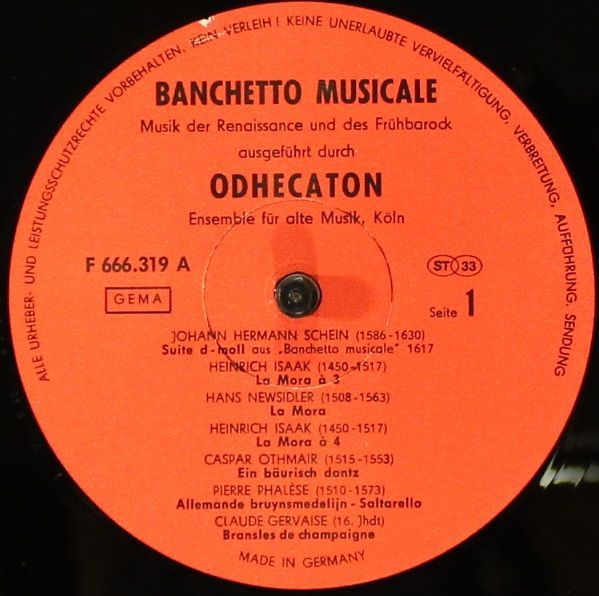 ALLE URHEBER- UND LEISTUNGSSCHUTZRECHTE VORBEHALTEN. KEIN VERLEIH! KEINE UNERLAUBTE VERVIELFÄLTIGUNG, VERBREITUNG, AUFFÜHRUNG, SENDUNG
BANCHETTO MUSICALE
Musik der Renaissance und des Frühbarock
ausgeführt durch
ODHECATON
Ensemble für alte Musik, Köln
F 666.319 A
GEMA
ST 33
Seite 1
JOHANN HERMANN SCHEIN (1586-1630)
Suite d-moll aus „Banchetto musicale" 1617
HEINRICH ISAAK (1450-1517)
La Mora à 3
HANS NEWSIDLER (1508-1563)
La Mora
HEINRICH ISAAK (1450-1517)
La Mora à 4
CASPAR OTHMAIR (1515-1553)
Ein bäurisch dantz
PIERRE PHALÈSE (1510-1573)
Allemande bruynsmedelijn - Saltarello
CLAUDE GERVAISE (16. Jhdt)
Bransles de champaigne
MADE IN GERMANY